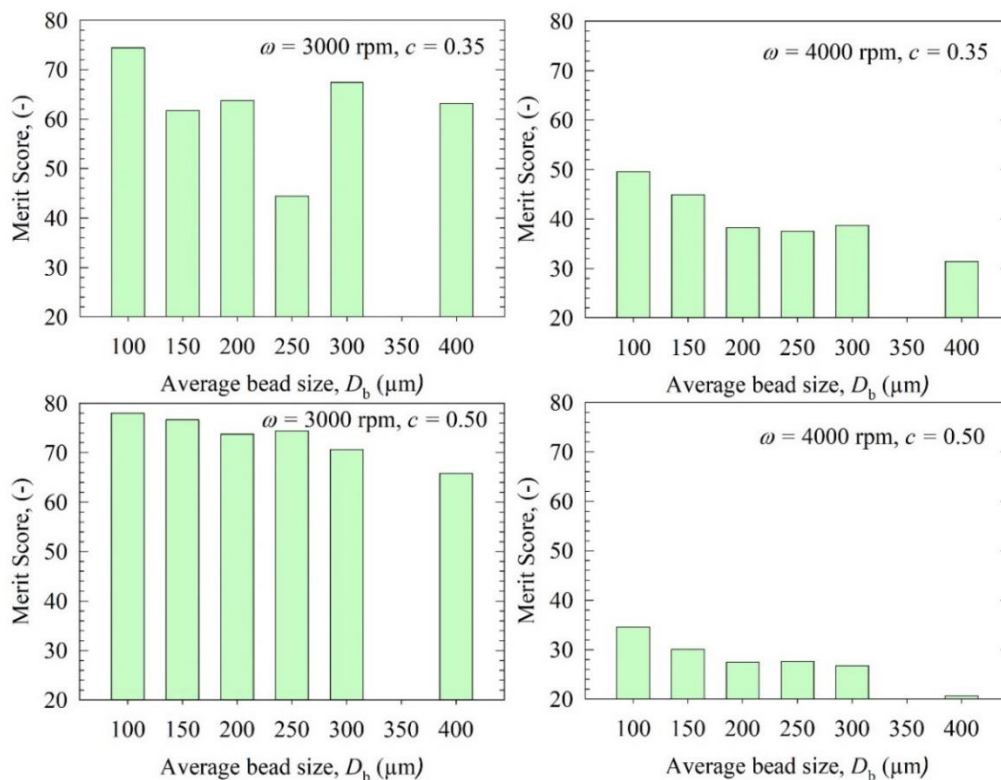 80
70
60
50
40
30
20
Merit Score, (-)
ω = 3000 rpm, c = 0.35
100 150 200 250 300 350 400
Average bead size, D_b (μm)
80
70
60
50
40
30
20
Merit Score, (-)
ω = 4000 rpm, c = 0.35
100 150 200 250 300 350 400
Average bead size, D_b (μm)
80
70
60
50
40
30
20
Merit Score, (-)
ω = 3000 rpm, c = 0.50
100 150 200 250 300 350 400
Average bead size, D_b (μm)
80
70
60
50
40
30
20
Merit Score, (-)
ω = 4000 rpm, c = 0.50
100 150 200 250 300 350 400
Average bead size, D_b (μm)